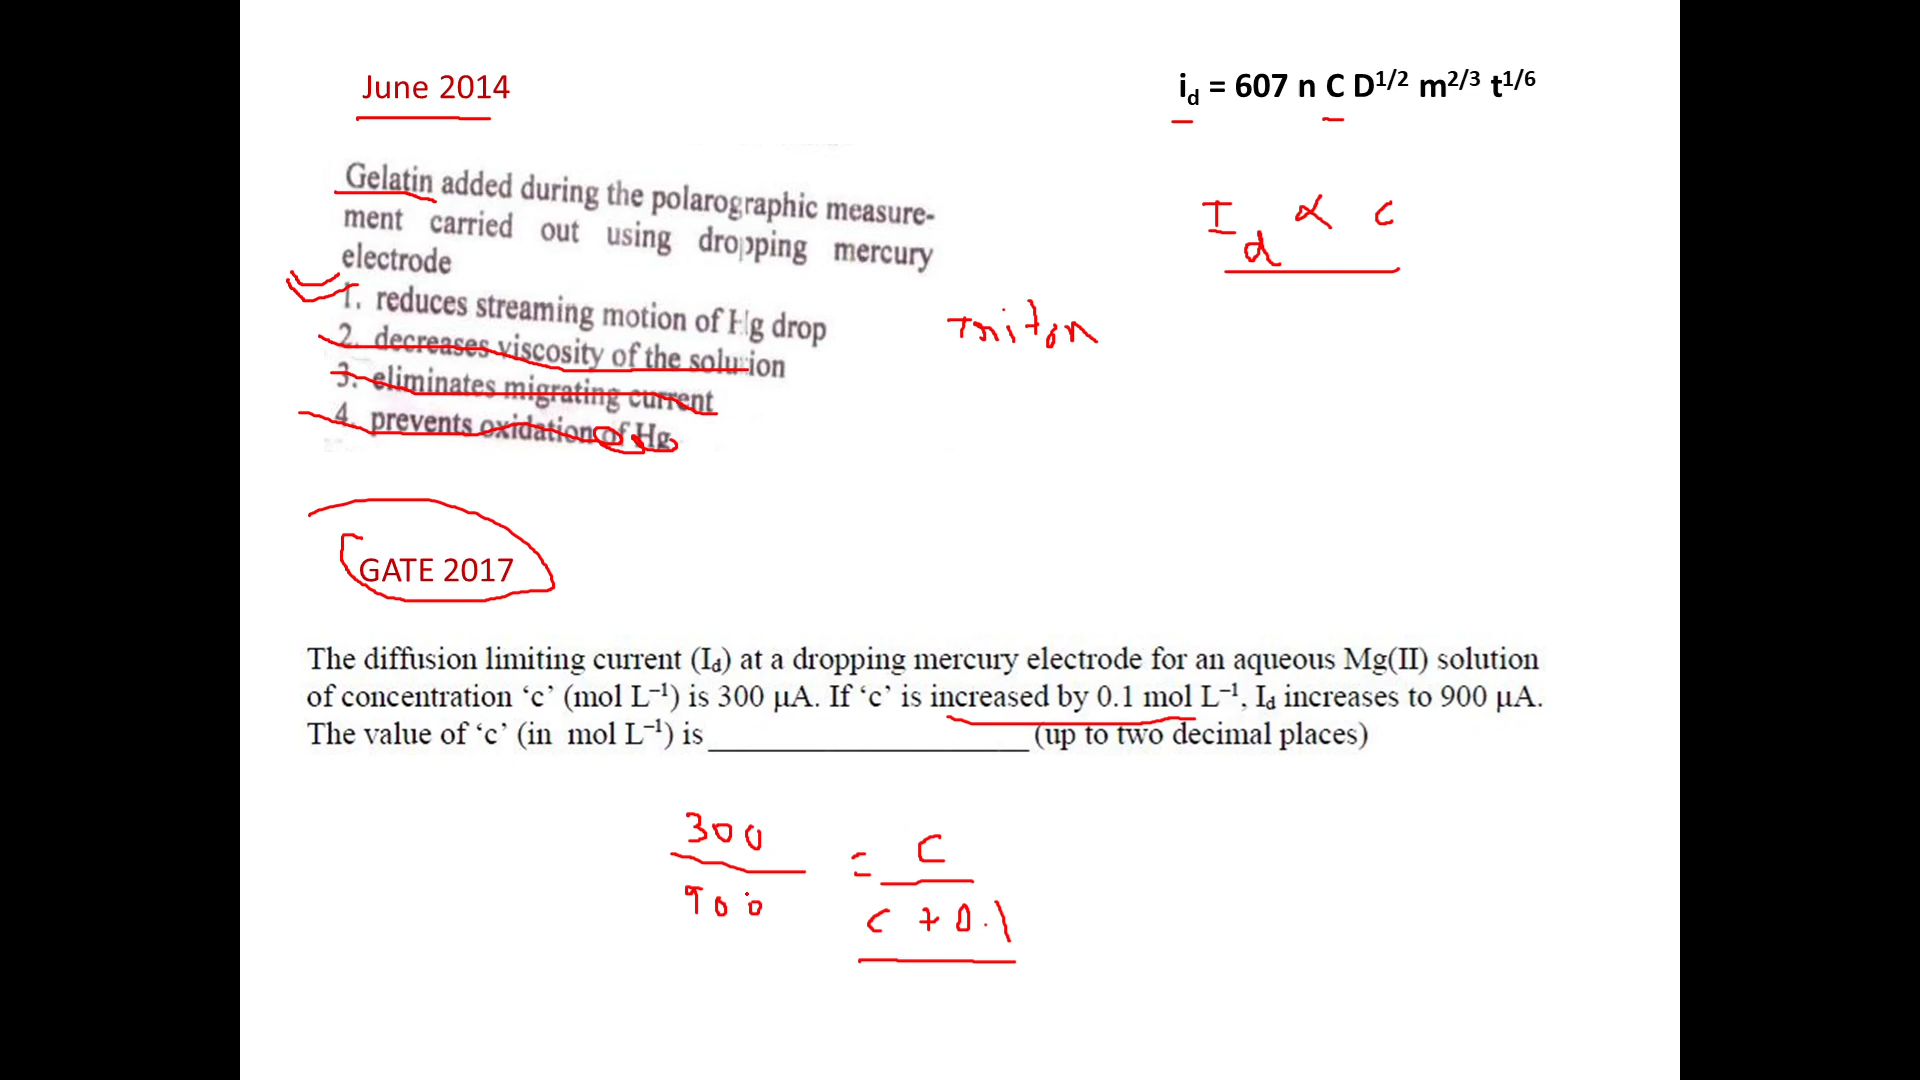 June 2014
i_d = 607 n C D^1/2 m^2/3 t^1/6
Gelatin added during the polarographic measure-
ment carried out using dropping mercury
electrode
1. reduces streaming motion of Hg drop
2. decreases viscosity of the solution
3. eliminates migrating current
4. prevents oxidation of Hg
I_d ∝ c
Triton
GATE 2017
The diffusion limiting current (I_d) at a dropping mercury electrode for an aqueous Mg(II) solution
of concentration ‘c’ (mol L⁻¹) is 300 μA. If ‘c’ is increased by 0.1 mol L⁻¹, I_d increases to 900 μA.
The value of ‘c’ (in mol L⁻¹) is ____________________ (up to two decimal places)
300 / 900 = C / C + 0.1